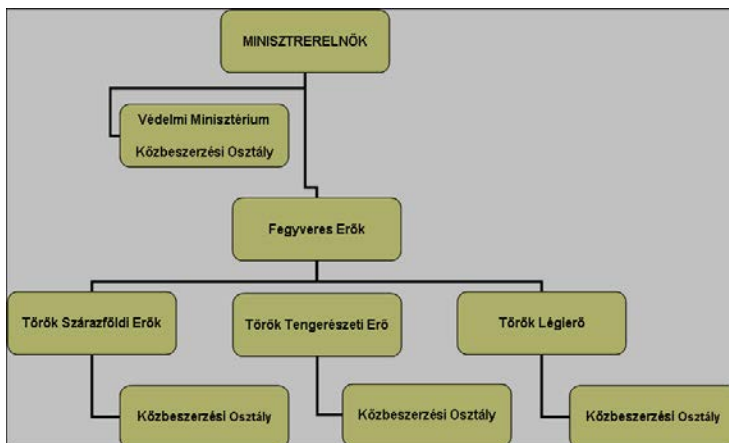 MINISZTRERELNÖK
Védelmi Minisztérium
Közbeszerzési Osztály
Fegyveres Erők
Török Szárazföldi Erők
Török Tengerészeti Erő
Török Légierő
Közbeszerzési Osztály
Közbeszerzési Osztály
Közbeszerzési Osztály